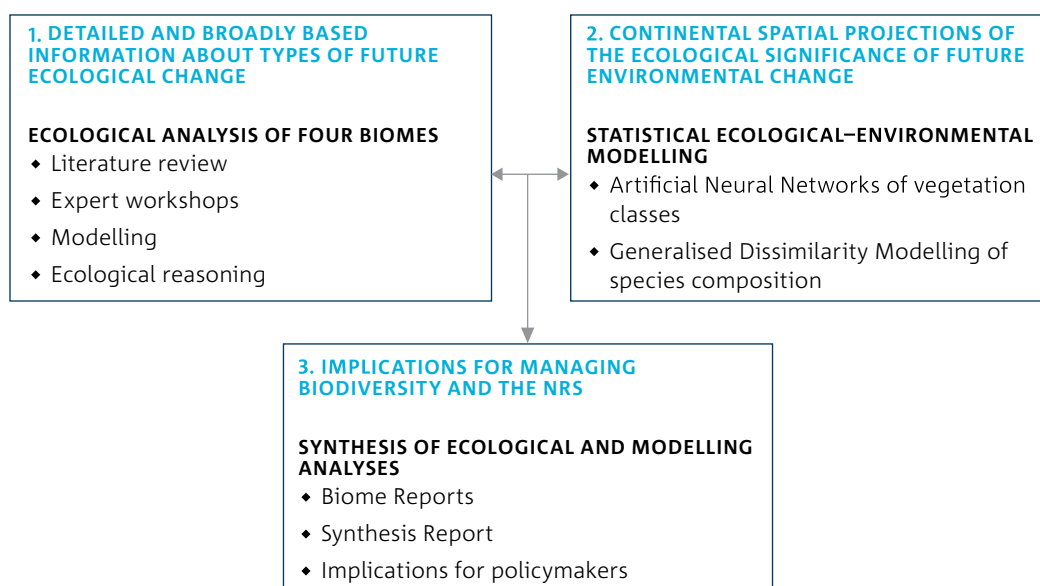 1. DETAILED AND BROADLY BASED
INFORMATION ABOUT TYPES OF FUTURE
ECOLOGICAL CHANGE
ECOLOGICAL ANALYSIS OF FOUR BIOMES
◆ Literature review
◆ Expert workshops
◆ Modelling
◆ Ecological reasoning
2. CONTINENTAL SPATIAL PROJECTIONS OF
THE ECOLOGICAL SIGNIFICANCE OF FUTURE
ENVIRONMENTAL CHANGE
STATISTICAL ECOLOGICAL–ENVIRONMENTAL
MODELLING
◆ Artificial Neural Networks of vegetation
classes
◆ Generalised Dissimilarity Modelling of
species composition
3. IMPLICATIONS FOR MANAGING
BIODIVERSITY AND THE NRS
SYNTHESIS OF ECOLOGICAL AND MODELLING
ANALYSES
◆ Biome Reports
◆ Synthesis Report
◆ Implications for policymakers